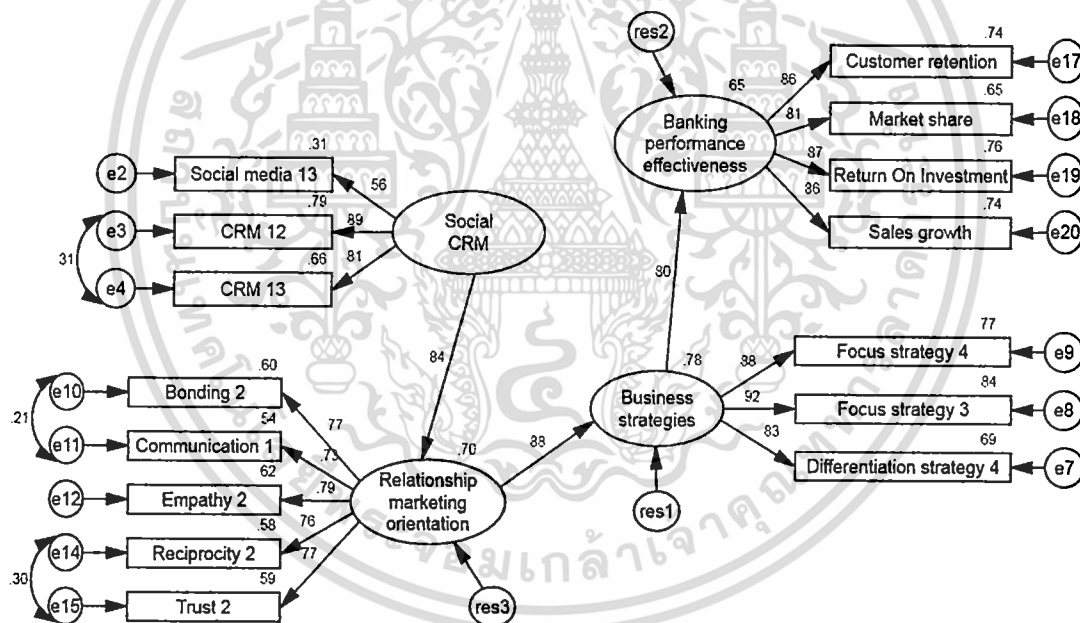 res2
.74
Customer retention
e17
86
65
.65
Banking
performance
effectiveness
81
Market share
e18
.76
87
Return On Investment
e19
.74
86
Sales growth
e20
.31
e2
Social media 13
56
.79
e3
CRM 12
89
Social
CRM
.66
31
e4
CRM 13
81
84
80
.60
e10
Bonding 2
77
.21
54
e11
Communication 1
.73
62
e12
Empathy 2
.79
.58
e14
Reciprocity 2
76
.30
59
e15
Trust 2
77
.70
Relationship
marketing
orientation
88
res3
.78
Business
strategies
res1
77
88
Focus strategy 4
e9
84
92
Focus strategy 3
e8
69
83
Differentiation strategy 4
e7